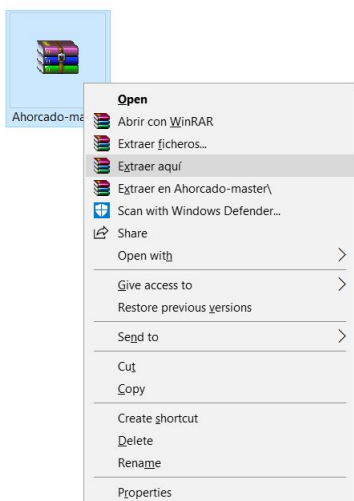 Ahorcado-ma
Open
Abrir con WinRAR
Extraer ficheros...
Extraer aquí
Extraer en Ahorcado-master\
Scan with Windows Defender...
Share
Open with
Give access to
Restore previous versions
Send to
Cut
Copy
Create shortcut
Delete
Rename
Properties